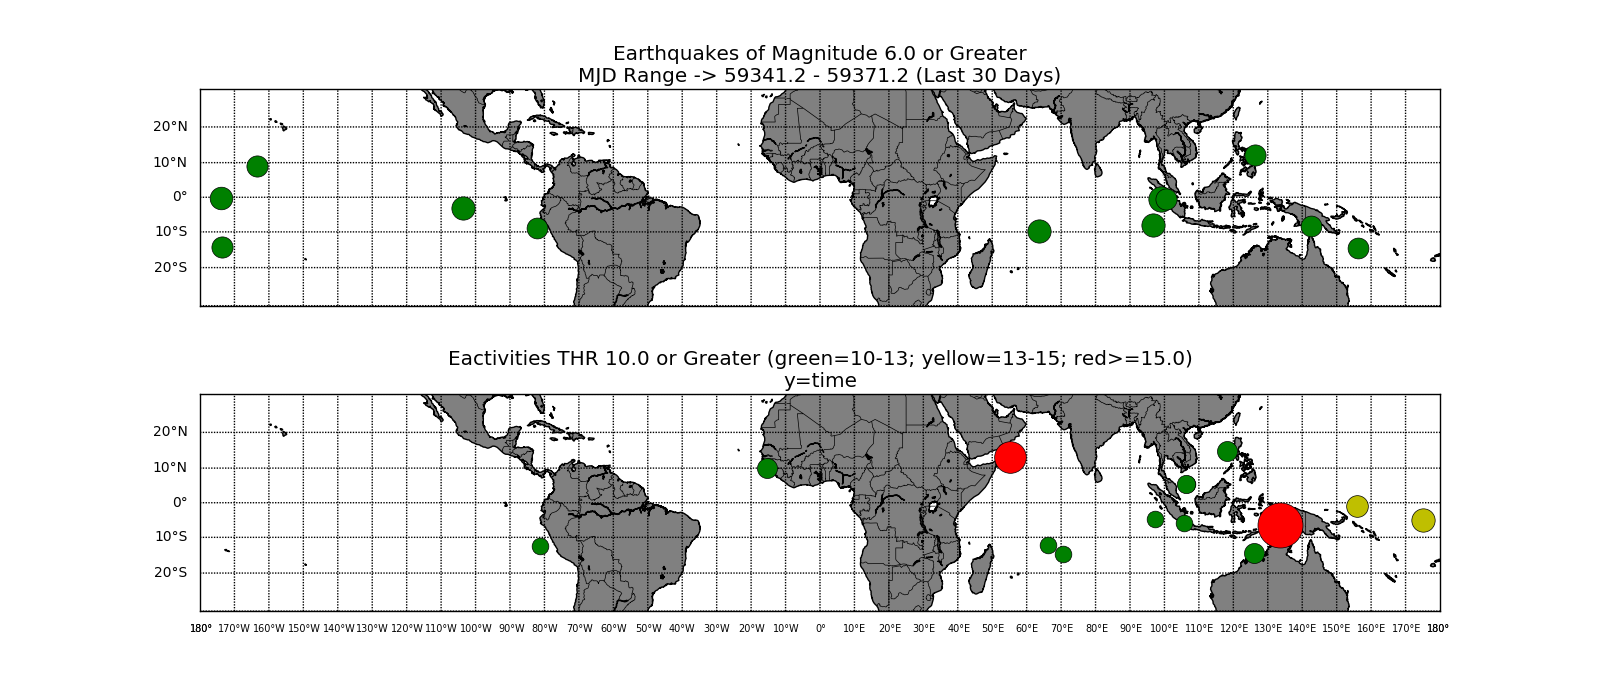 Earthquakes of Magnitude 6.0 or Greater
MJD Range -> 59341.2 - 59371.2 (Last 30 Days)
20°N
10°N
0°
10°S
20°S
Eactivities THR 10.0 or Greater (green=10-13; yellow=13-15; red>=15.0)
y=time
20°N
10°N
0°
10°S
20°S
180° 170°W 160°W 150°W 140°W 130°W 120°W 110°W 100°W 90°W 80°W 70°W 60°W 50°W 40°W 30°W 20°W 10°W 0° 10°E 20°E 30°E 40°E 50°E 60°E 70°E 80°E 90°E 100°E 110°E 120°E 130°E 140°E 150°E 160°E 170°E 180°